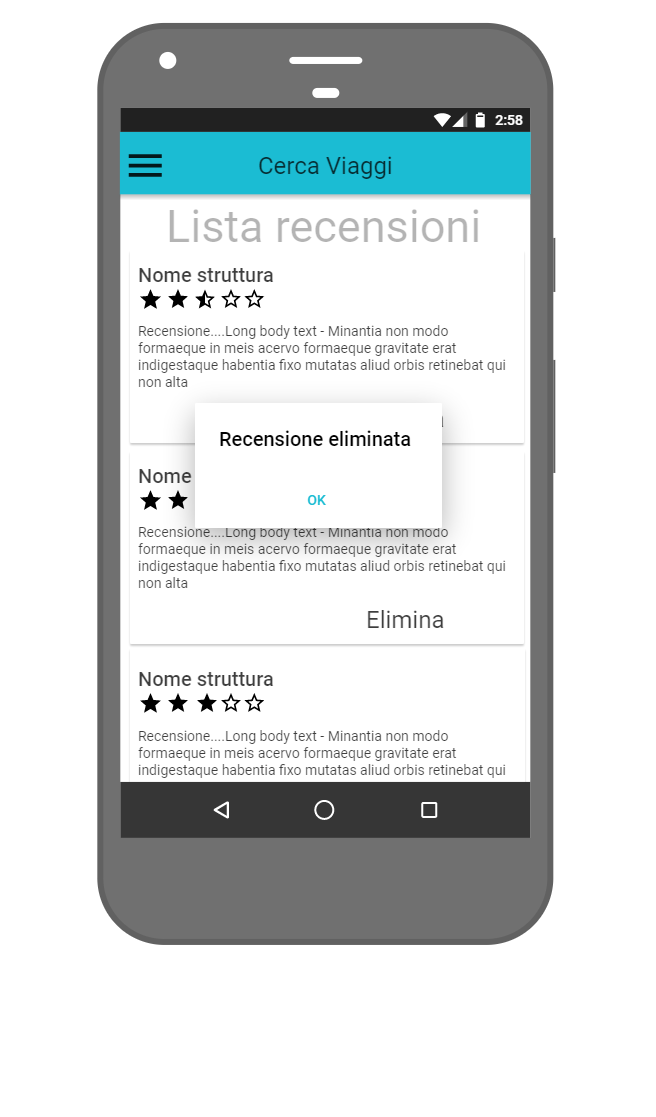 2:58
Cerca Viaggi
Lista recensioni
Nome struttura
Recensione....Long body text - Minantia non modo
formaeque in meis acervo formaeque gravitate erat
indigestaque habentia fixo mutatas aliud orbis retinebat qui
non alta
Recensione eliminata
OK
Nome
Recensione....Long body text - Minantia non modo
formaeque in meis acervo formaeque gravitate erat
indigestaque habentia fixo mutatas aliud orbis retinebat qui
non alta
Elimina
Nome struttura
Recensione....Long body text - Minantia non modo
formaeque in meis acervo formaeque gravitate erat
indigestaque habentia fixo mutatas aliud orbis retinebat qui